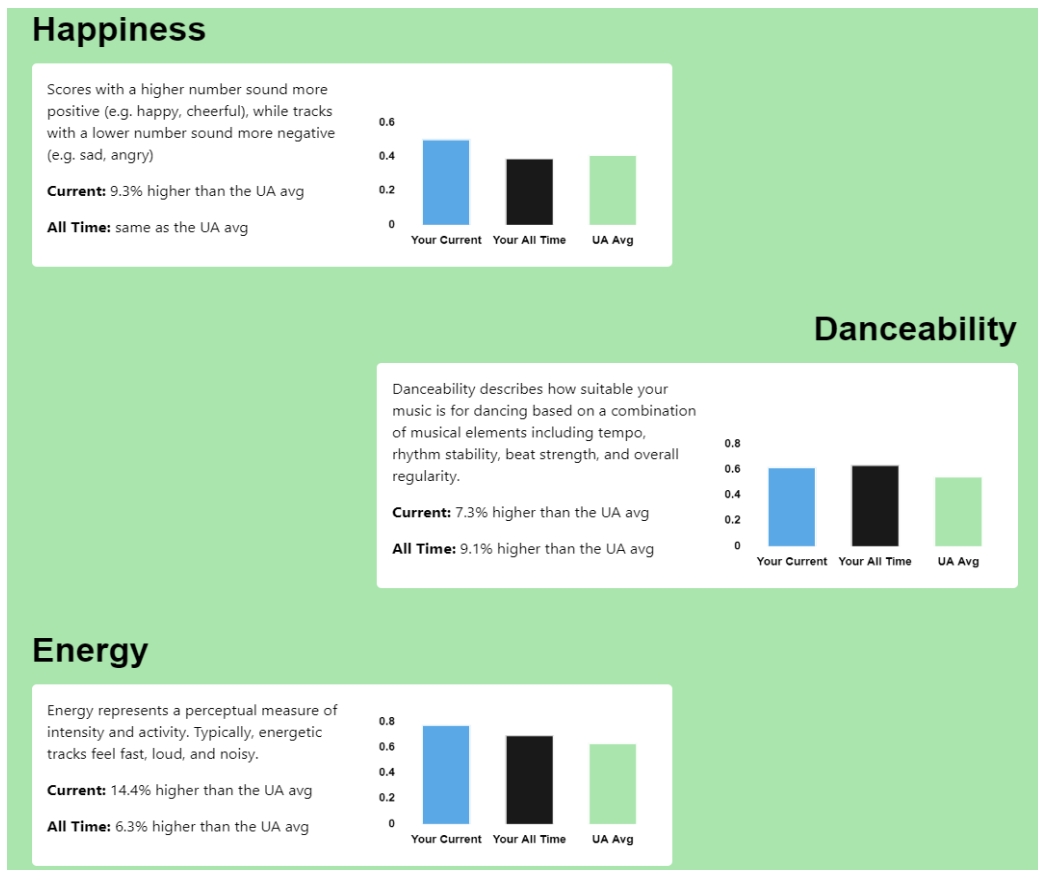 Happiness
Scores with a higher number sound more
positive (e.g. happy, cheerful), while tracks
with a lower number sound more negative
(e.g. sad, angry)
Current: 9.3% higher than the UA avg
All Time: same as the UA avg
0.6
0.4
0.2
0
Your Current Your All Time UA Avg
Danceability
Danceability describes how suitable your
music is for dancing based on a combination
of musical elements including tempo,
rhythm stability, beat strength, and overall
regularity.
Current: 7.3% higher than the UA avg
All Time: 9.1% higher than the UA avg
0.8
0.6
0.4
0.2
0
Your Current Your All Time UA Avg
Energy
Energy represents a perceptual measure of
intensity and activity. Typically, energetic
tracks feel fast, loud, and noisy.
Current: 14.4% higher than the UA avg
All Time: 6.3% higher than the UA avg
0.8
0.6
0.4
0.2
0
Your Current Your All Time UA Avg